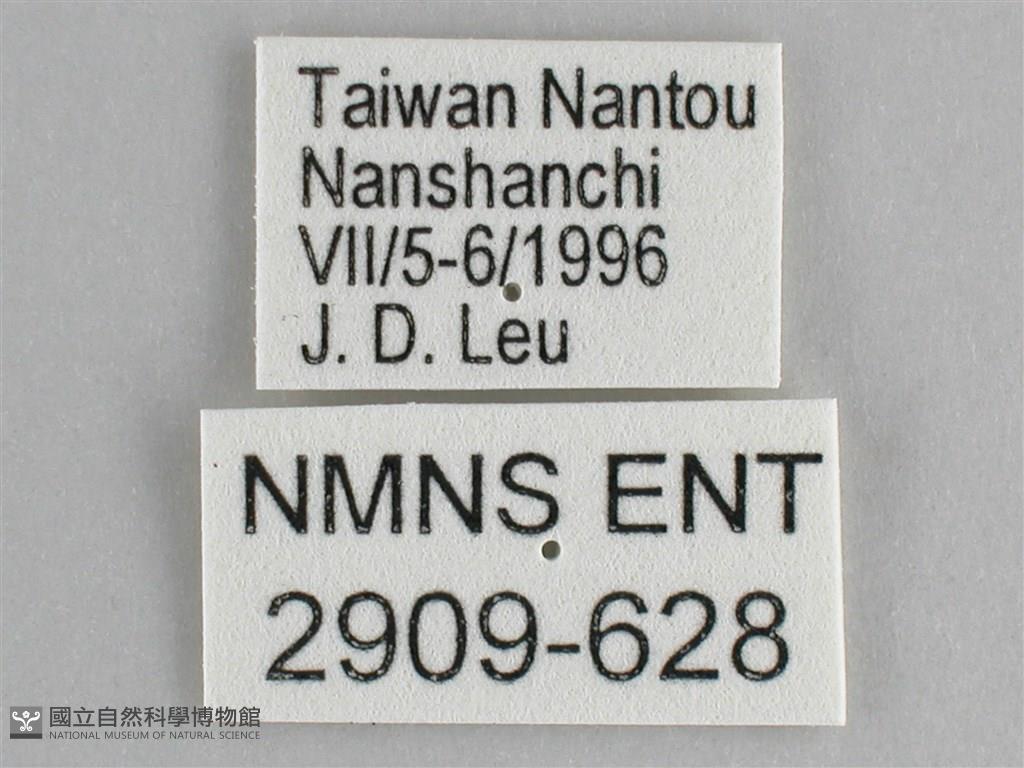 Taiwan Nantou
Nanshanchi
VII/5-6/1996
J. D. Leu
NMNS ENT
2909-628
國立自然科學博物館
NATIONAL MUSEUM OF NATURAL SCIENCE